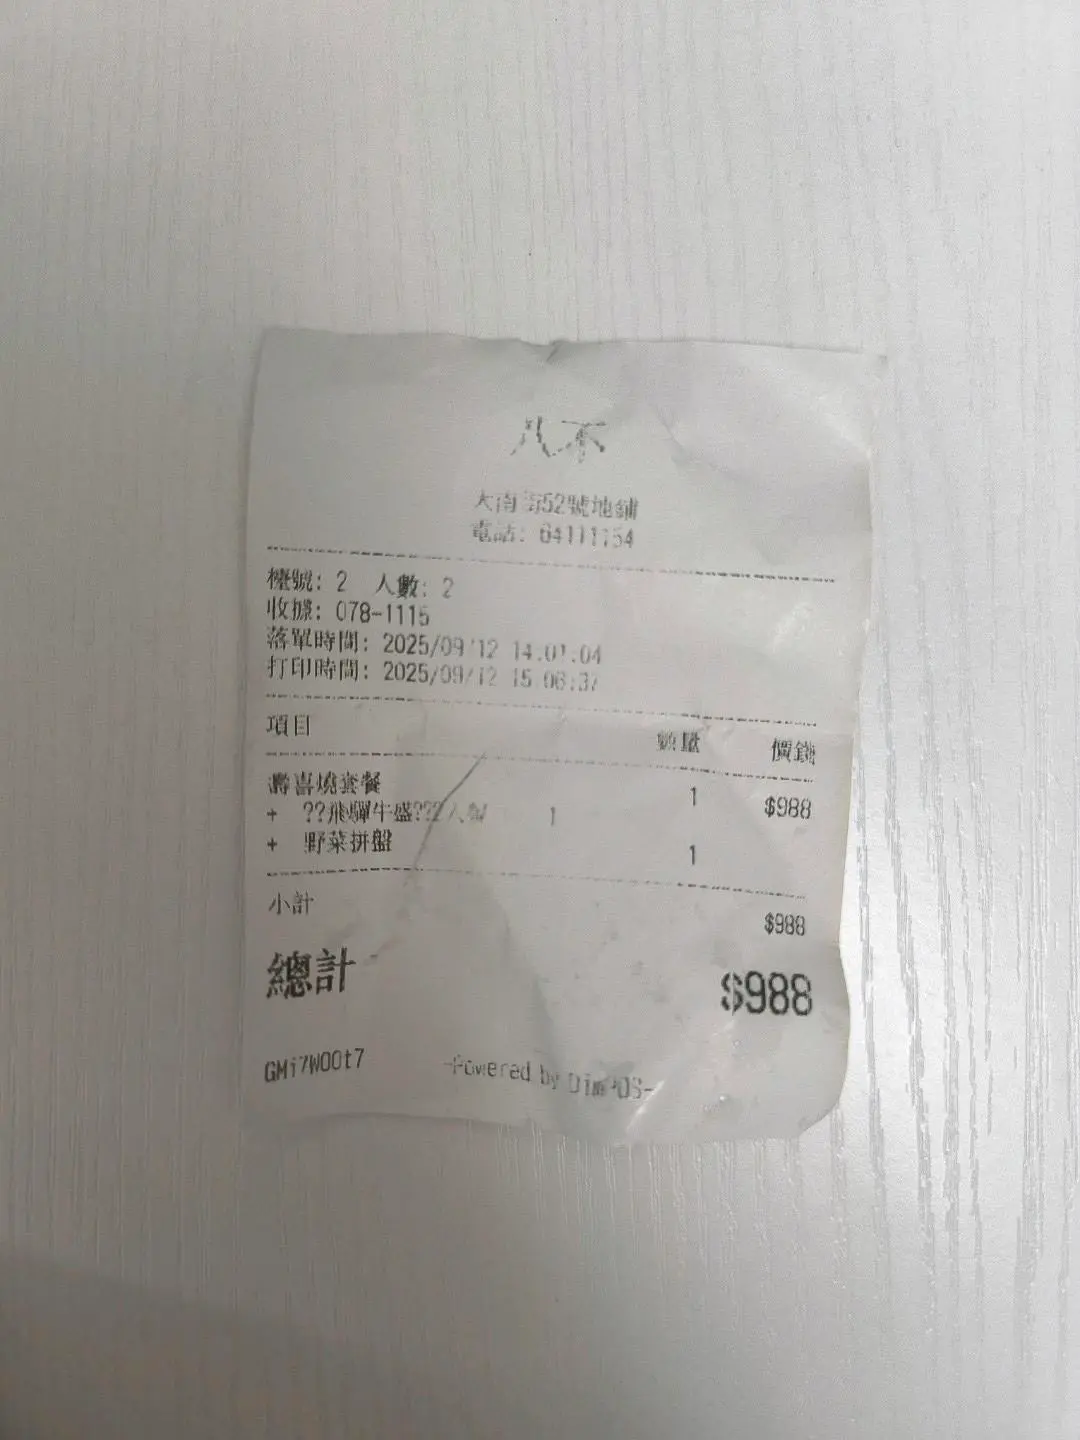 八不
大南街52號地鋪
電話: 64111154
檯號: 2 人數: 2
收據: 078-1115
落單時間: 2025/09/12 14:01:04
打印時間: 2025/09/12 15:06:37
項目 數量 價錢
壽喜燒套餐 1 $988
+ ??飛驒牛盛??? 1
+ 野菜拼盤 1
小計 $988
總計 $988
GMi7W00t7 -Powered by DimPOS-